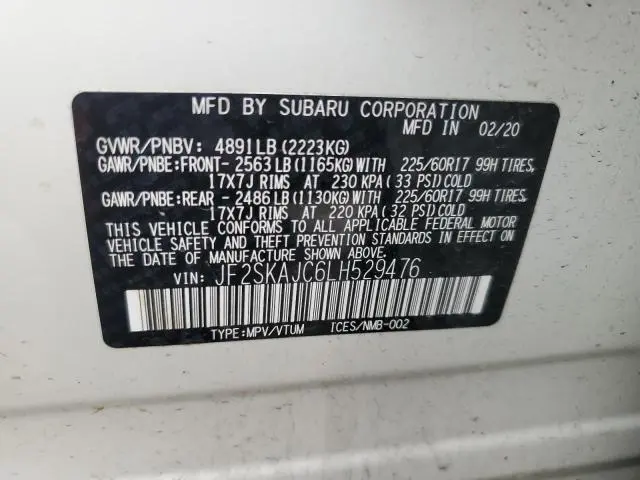 MFD BY SUBARU CORPORATION
MFD IN 02/20
GVWR/PNBV: 4891LB (2223KG)
GAWR/PNBE:FRONT- 2563LB (1165KG) WITH 225/60R17 99H TIRES,
17X7J RIMS AT 230 KPA (33 PSI) COLD
GAWR/PNBE:REAR - 2486LB (1130KG) WITH 225/60R17 99H TIRES,
17X7J RIMS AT 220 KPA (32 PSI) COLD
THIS VEHICLE CONFORMS TO ALL APPLICABLE FEDERAL MOTOR
VEHICLE SAFETY AND THEFT PREVENTION STANDARDS IN EFFECT ON
THE DATE OF MANUFACTURE SHOWN ABOVE.
VIN: JF2SKAJC6LH529476
TYPE:MPV/VTUM ICES/NMB-002